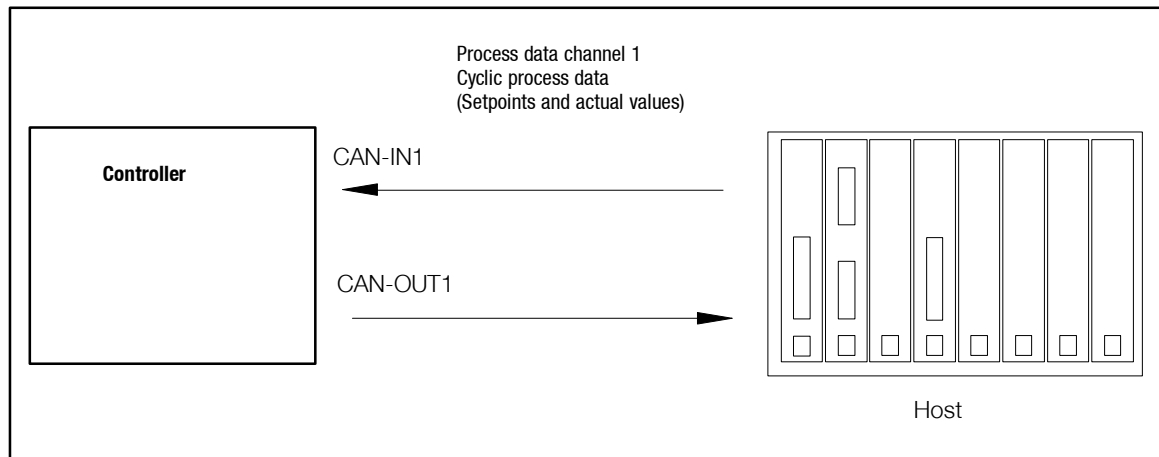 Process data channel 1
Cyclic process data
(Setpoints and actual values)
CAN-IN1
Controller
CAN-OUT1
Host